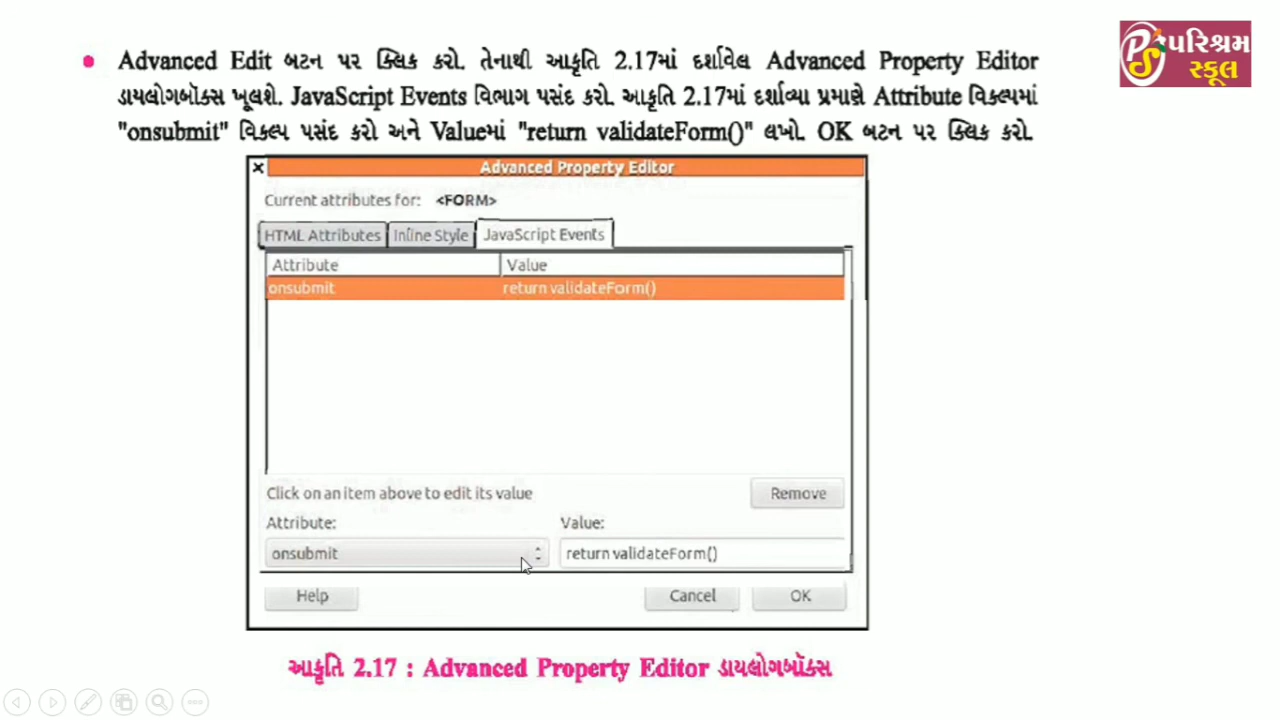 પરિશ્રમ
સ્કૂલ
• Advanced Edit બટન પર ક્લિક કરો. તેનાથી આકૃતિ 2.17માં દર્શાવેલ Advanced Property Editor
ડાયલોગબૉક્સ ખૂલશે. JavaScript Events વિભાગ પસંદ કરો. આકૃતિ 2.17માં દર્શાવ્યા પ્રમાણે Attribute વિકલ્પમાં
"onsubmit" વિકલ્પ પસંદ કરો અને Valueમાં "return validateForm()" લખો. OK બટન પર ક્લિક કરો.
Advanced Property Editor
Current attributes for: <FORM>
HTML Attributes Inline Style JavaScript Events
Attribute Value
onsubmit return validateForm()
Click on an item above to edit its value Remove
Attribute: Value:
onsubmit return validateForm()
Help Cancel OK
આકૃતિ 2.17 : Advanced Property Editor ડાયલોગબૉક્સ